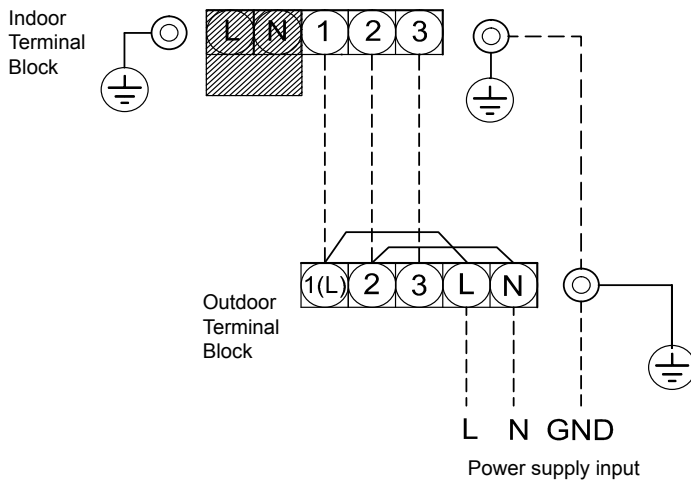 Indoor
Terminal
Block
L N 1 2 3
1(L) 2 3 L N
Outdoor
Terminal
Block
L N GND
Power supply input